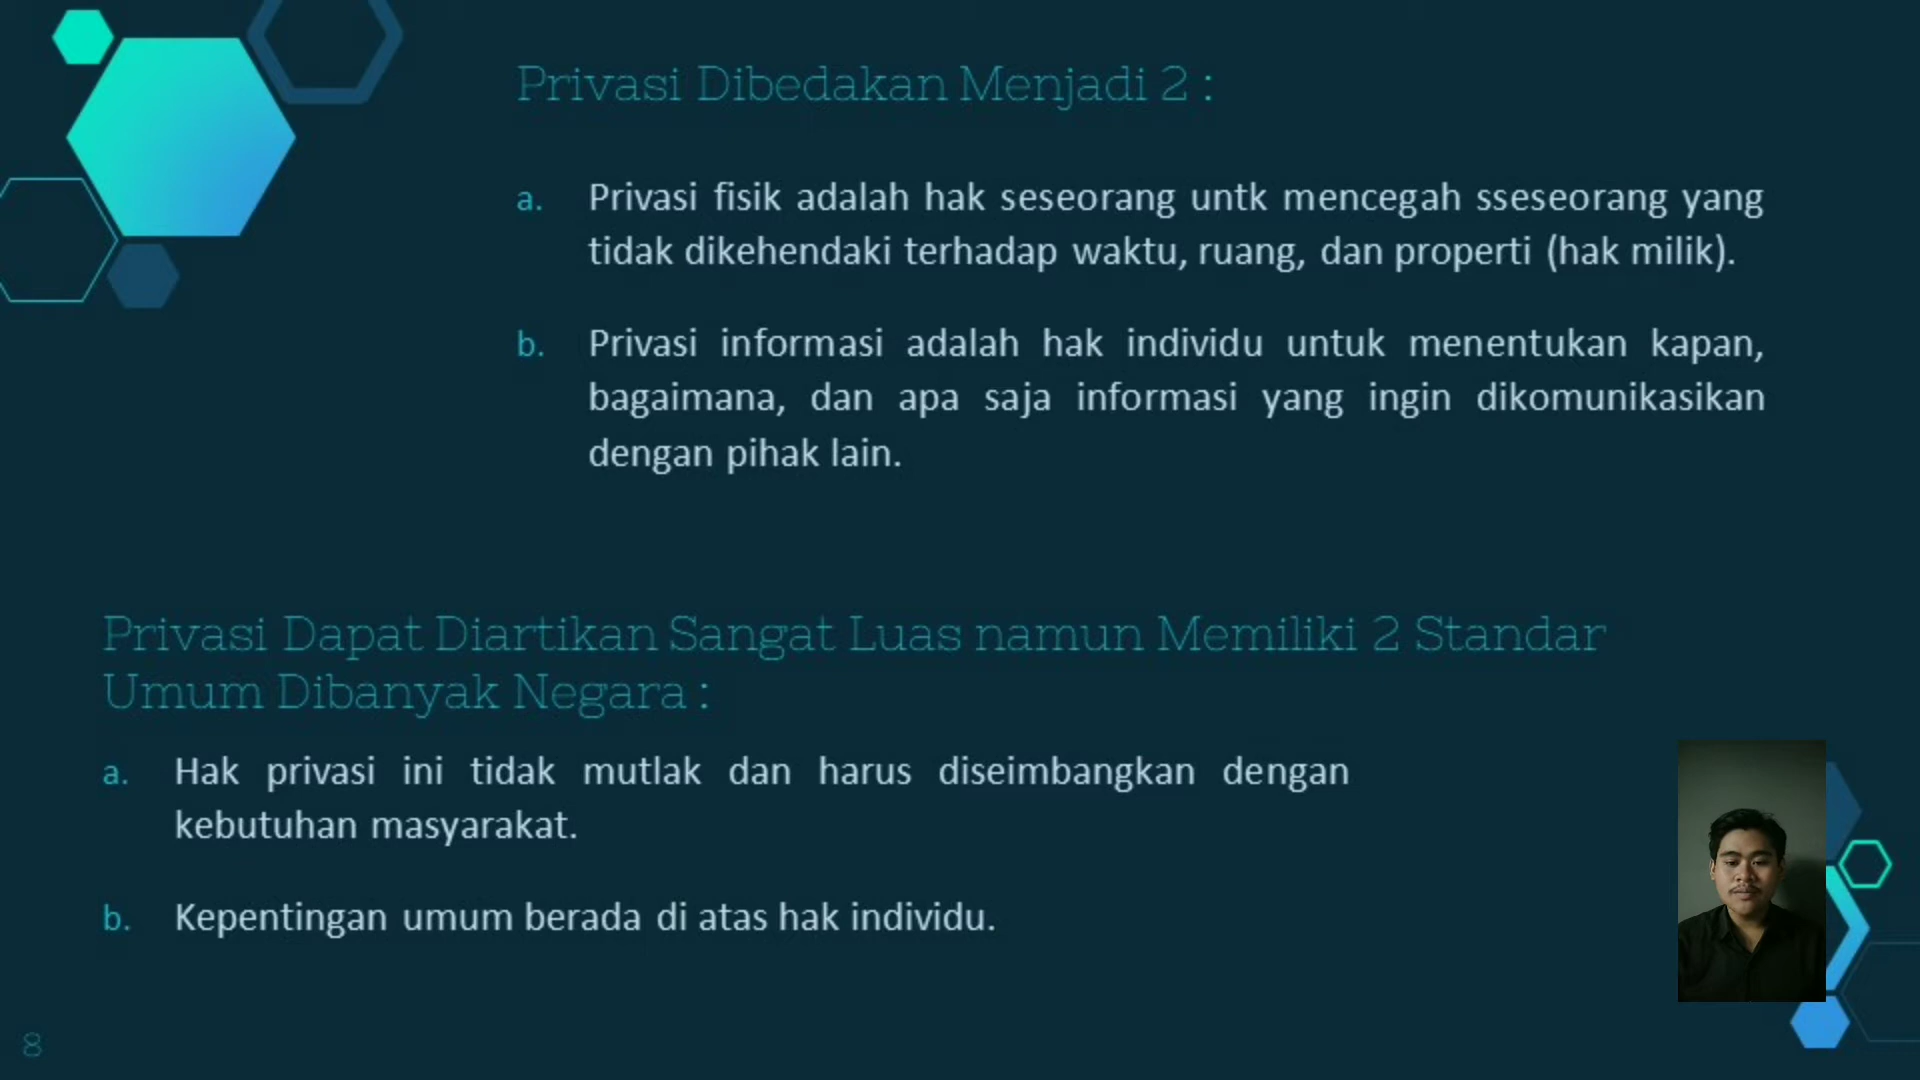 Privasi Dibedakan Menjadi 2 :
a. Privasi fisik adalah hak seseorang untk mencegah sseseorang yang
tidak dikehendaki terhadap waktu, ruang, dan properti (hak milik).
b. Privasi informasi adalah hak individu untuk menentukan kapan,
bagaimana, dan apa saja informasi yang ingin dikomunikasikan
dengan pihak lain.
Privasi Dapat Diartikan Sangat Luas namun Memiliki 2 Standar
Umum Dibanyak Negara :
a. Hak privasi ini tidak mutlak dan harus diseimbangkan dengan
kebutuhan masyarakat.
b. Kepentingan umum berada di atas hak individu.
8